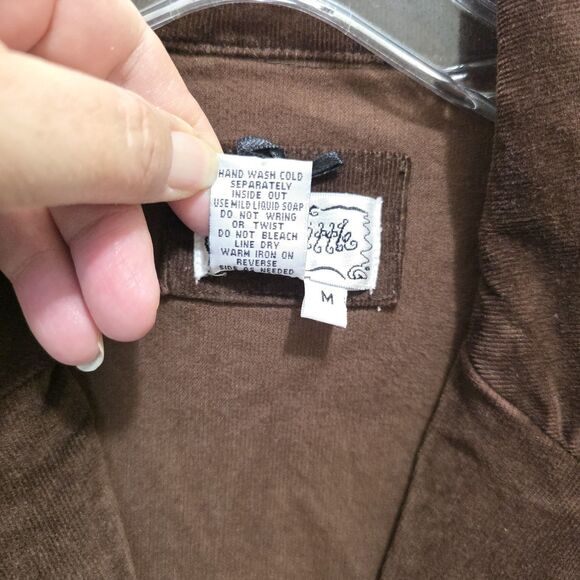 HAND WASH COLD
SEPARATELY
INSIDE OUT
USE MILD LIQUID SOAP
DO NOT WRING
OR TWIST
DO NOT BLEACH
LINE DRY
WARM IRON ON
REVERSE
SIDE AS NEEDED
M